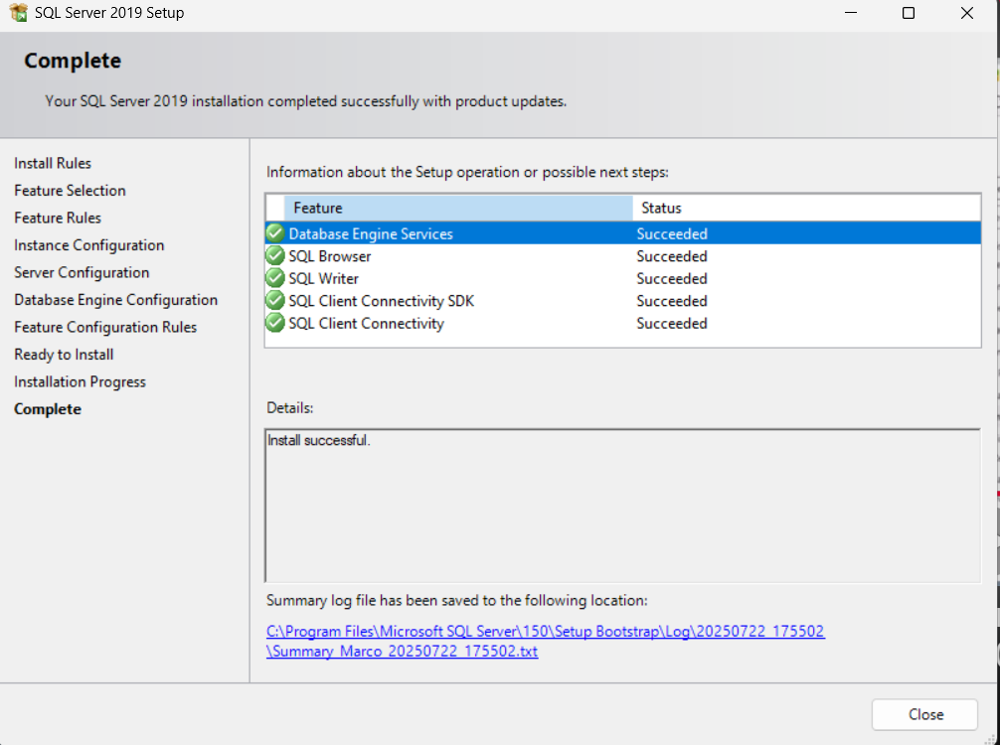 SQL Server 2019 Setup
Complete
Your SQL Server 2019 installation completed successfully with product updates.
Install Rules
Feature Selection
Feature Rules
Instance Configuration
Server Configuration
Database Engine Configuration
Feature Configuration Rules
Ready to Install
Installation Progress
Complete
Information about the Setup operation or possible next steps:
Feature Status
Database Engine Services Succeeded
SQL Browser Succeeded
SQL Writer Succeeded
SQL Client Connectivity SDK Succeeded
SQL Client Connectivity Succeeded
Details:
Install successful.
Summary log file has been saved to the following location:
C:\Program Files\Microsoft SQL Server\150\Setup Bootstrap\Log\20250722_175502
\Summary_Marco_20250722_175502.txt
Close